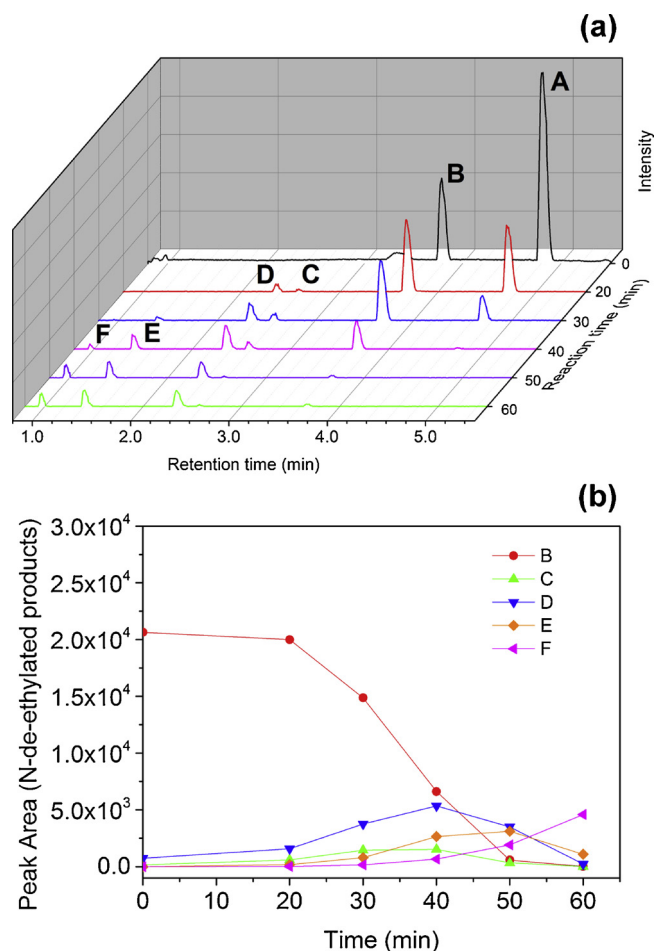 (a)
A
B
D C
F E
Intensity
0
20
30
40
50
60
Reaction time (min)
1.0 2.0 3.0 4.0 5.0
Retention time (min)
(b)
3.0x10^4
2.5x10^4
2.0x10^4
1.5x10^4
1.0x10^4
5.0x10^3
0.0
Peak Area (N-de-ethylated products)
B
C
D
E
F
0 10 20 30 40 50 60
Time (min)